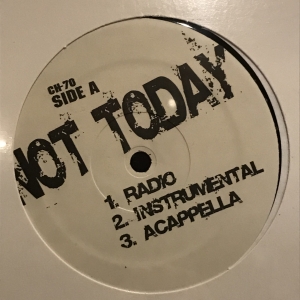 CH-70
SIDE A
NOT TODAY
1. RADIO
2. INSTRUMENTAL
3. ACAPPELLA